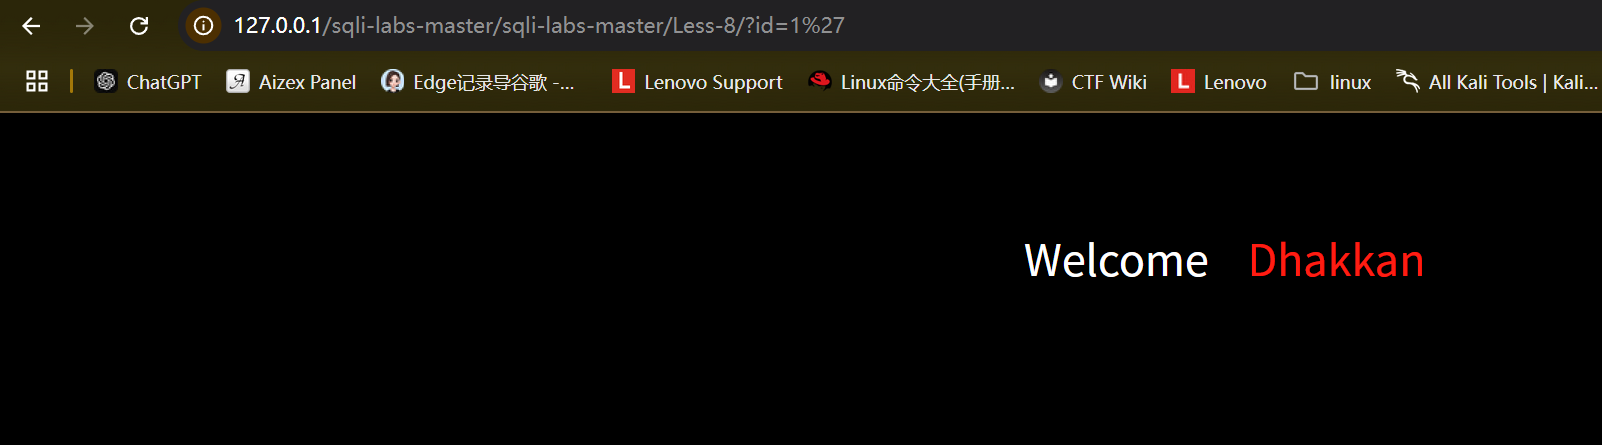 127.0.0.1/sqli-labs-master/sqli-labs-master/Less-8/?id=1%27
ChatGPT Aizex Panel Edge记录导谷歌 -... Lenovo Support Linux命令大全(手册... CTF Wiki Lenovo linux All Kali Tools | Kali...
Welcome Dhakkan